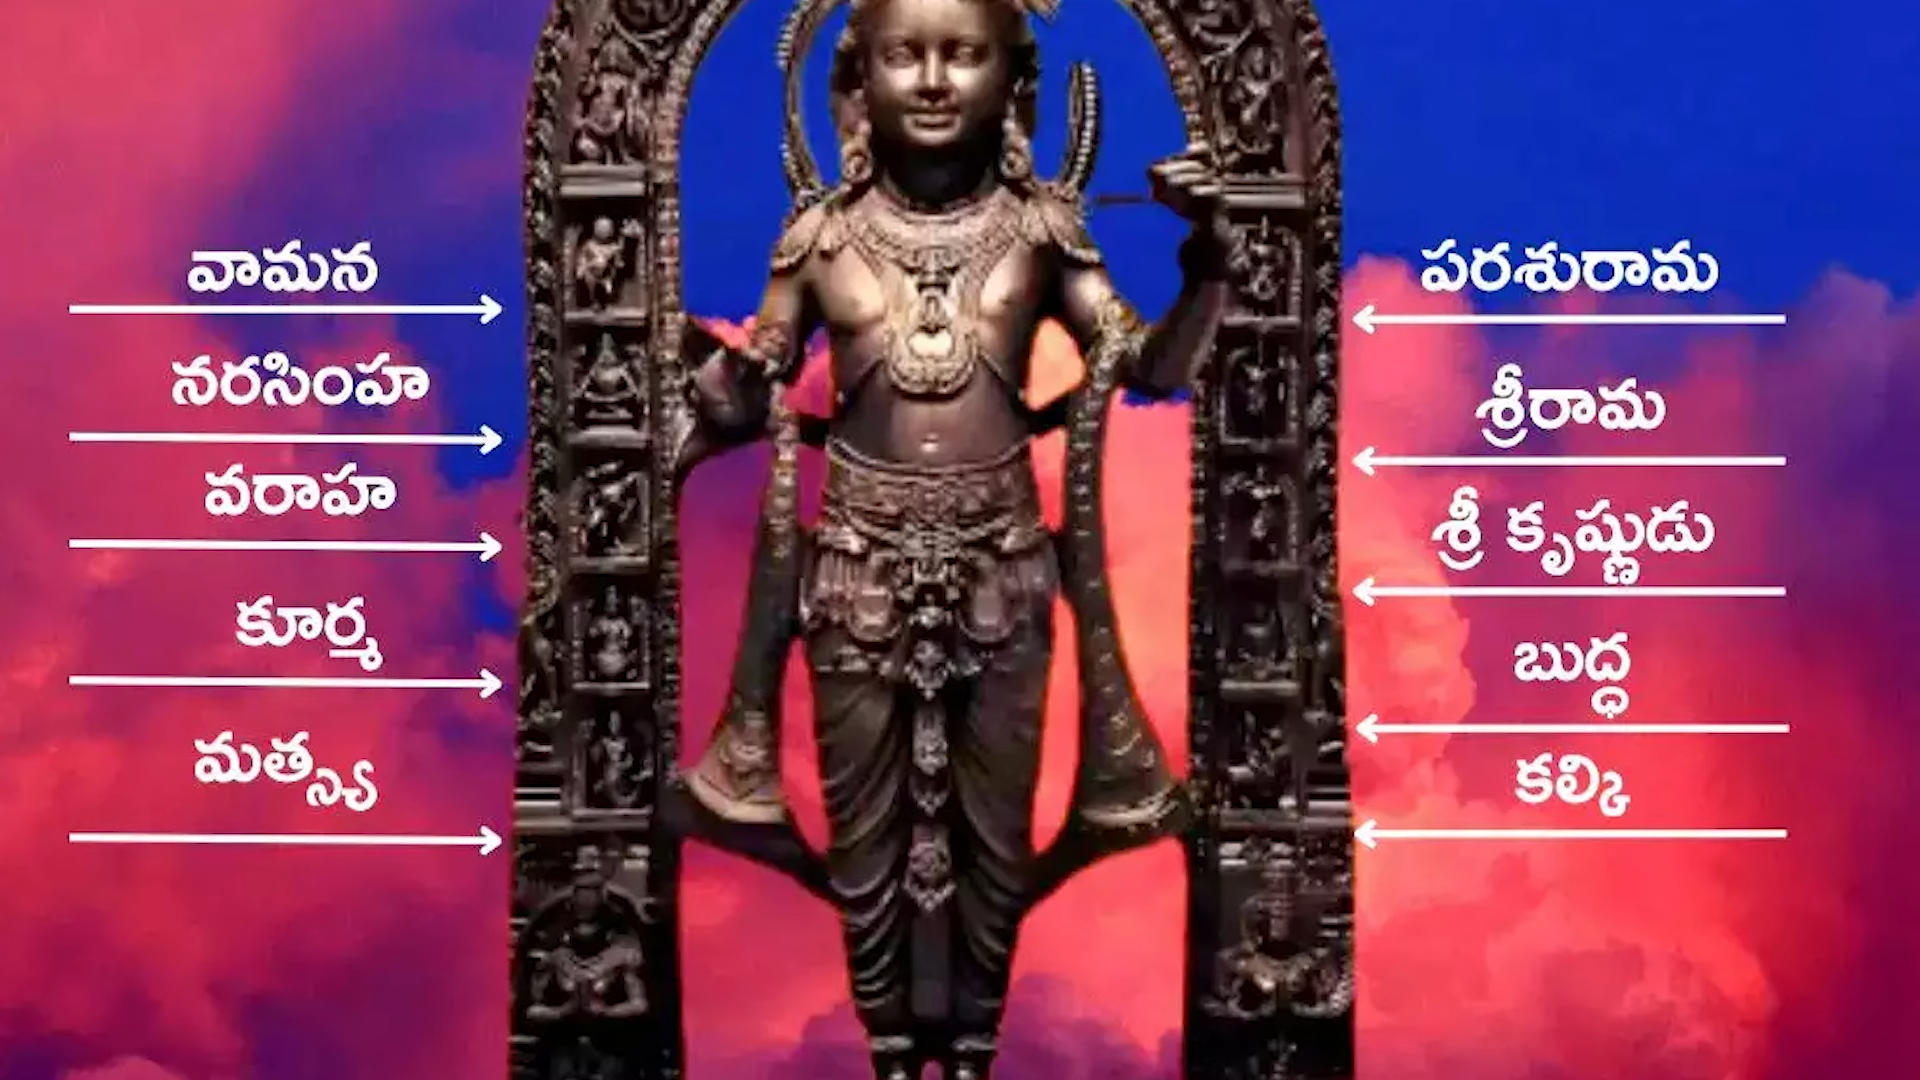 వామన
నరసింహ
వరాహ
కూర్మ
మత్స్య
పరశురామ
శ్రీరామ
శ్రీ కృష్ణుడు
బుద్ధ
కల్కి